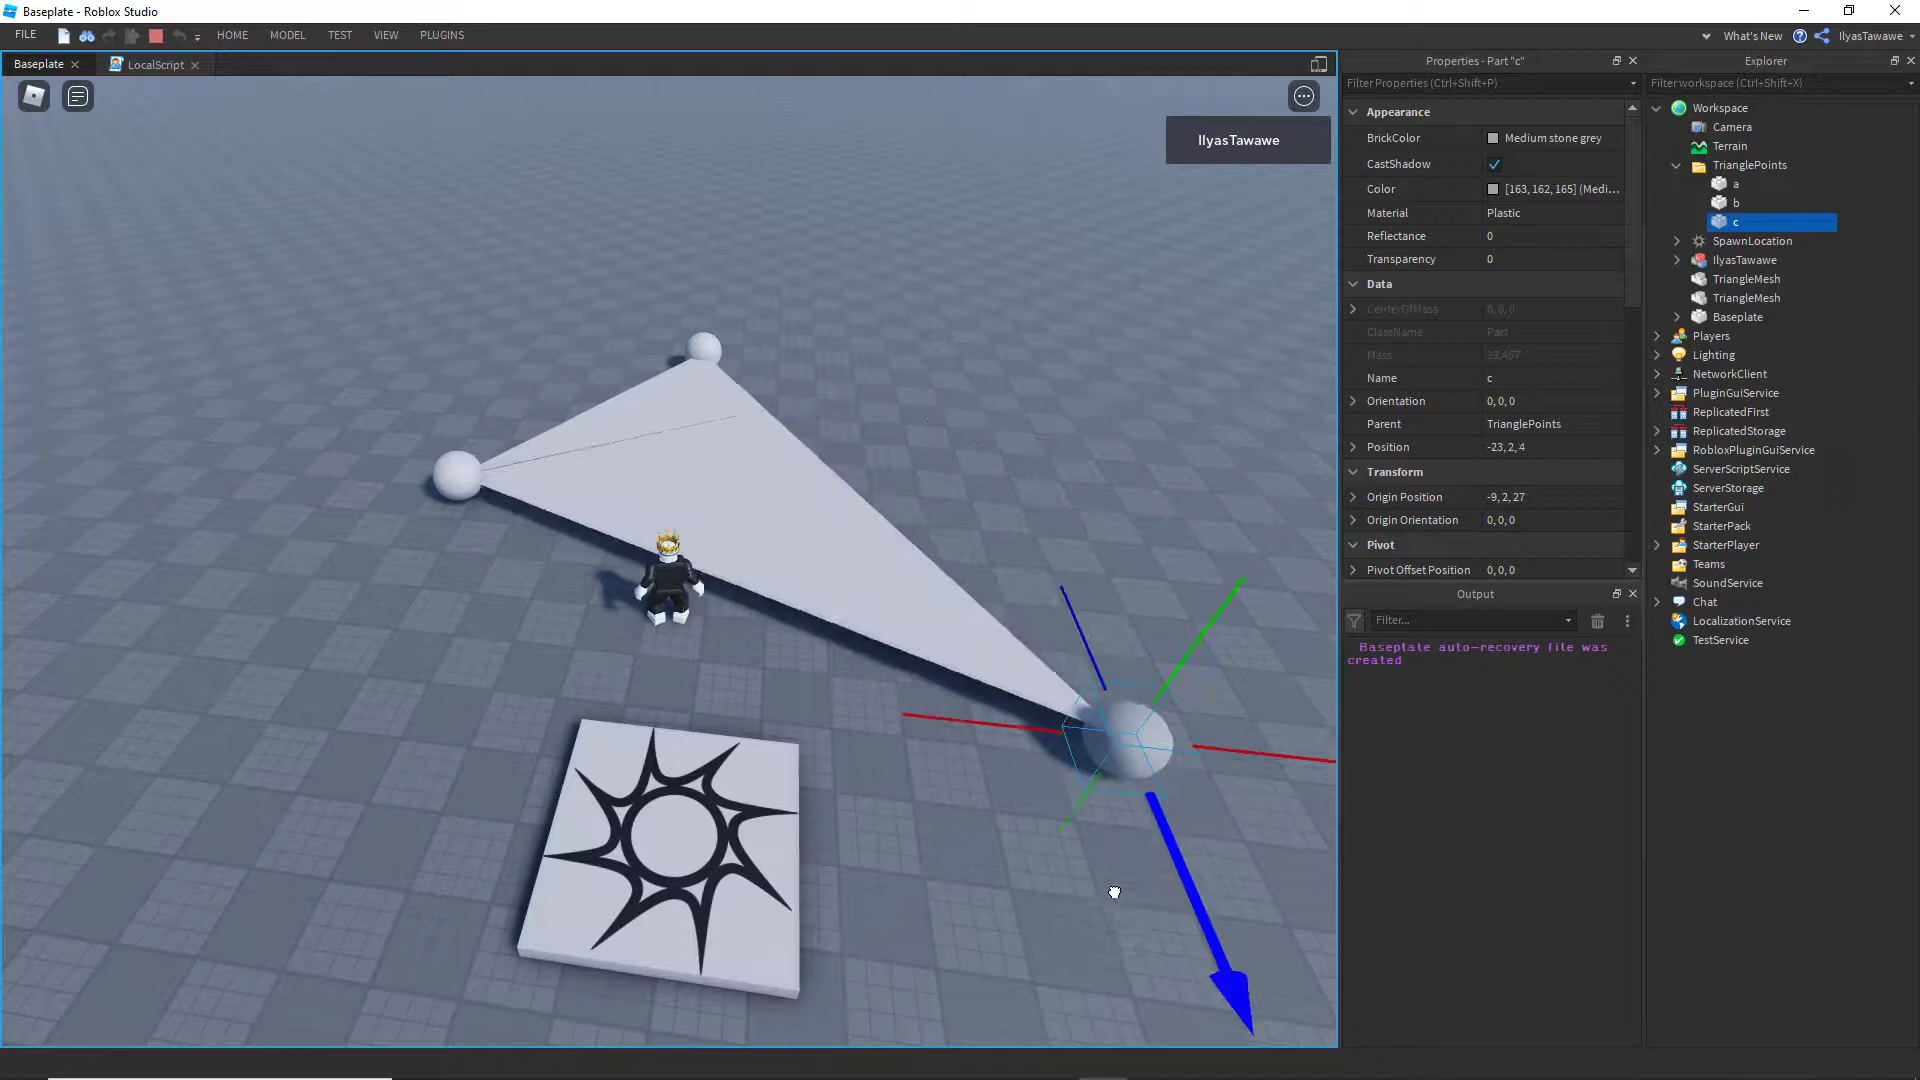 Baseplate - Roblox Studio
FILE
HOME
MODEL
TEST
VIEW
PLUGINS
What's New
IlyasTawawe
Baseplate
LocalScript
IlyasTawawe
Properties - Part "c"
Filter Properties (Ctrl+Shift+P)
Appearance
BrickColor Medium stone grey
CastShadow
Color [163, 162, 165] (Medi...
Material Plastic
Reflectance 0
Transparency 0
Data
CenterOfMass 0, 0, 0
ClassName Part
Mass 23.457
Name c
Orientation 0, 0, 0
Parent TrianglePoints
Position -23, 2, 4
Transform
Origin Position -9, 2, 27
Origin Orientation 0, 0, 0
Pivot
Pivot Offset Position 0, 0, 0
Output
Filter...
Baseplate auto-recovery file was
created
Explorer
Filter workspace (Ctrl+Shift+X)
Workspace
Camera
Terrain
TrianglePoints
a
b
c
SpawnLocation
IlyasTawawe
TriangleMesh
TriangleMesh
Baseplate
Players
Lighting
NetworkClient
PluginGuiService
ReplicatedFirst
ReplicatedStorage
RobloxPluginGuiService
ServerScriptService
ServerStorage
StarterGui
StarterPack
StarterPlayer
Teams
SoundService
Chat
LocalizationService
TestService